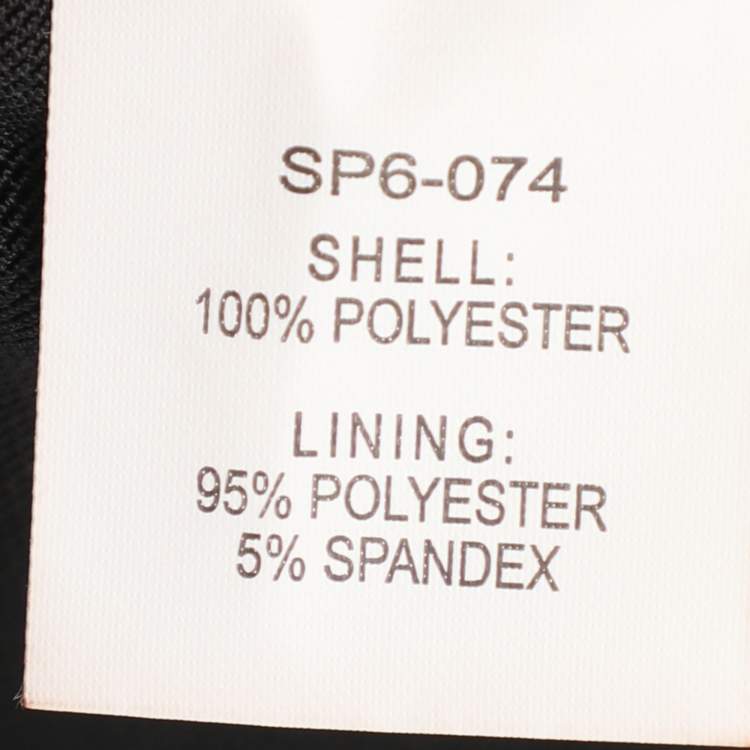 SP6-074
SHELL:
100% POLYESTER
LINING:
95% POLYESTER
5% SPANDEX